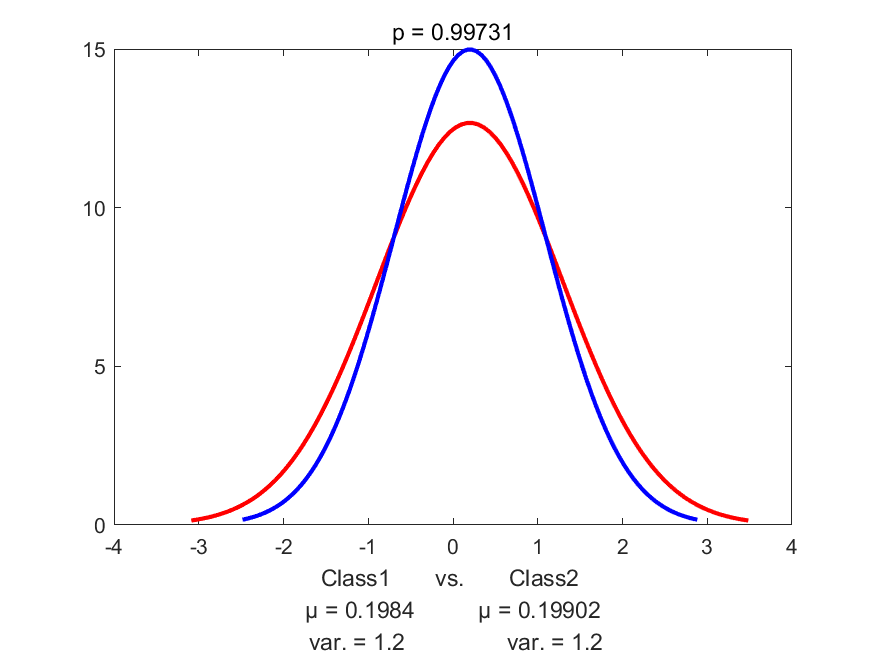 p = 0.99731
15
10
5
0
-4 -3 -2 -1 0 1 2 3 4
Class1 vs. Class2
μ = 0.1984 μ = 0.19902
var. = 1.2 var. = 1.2